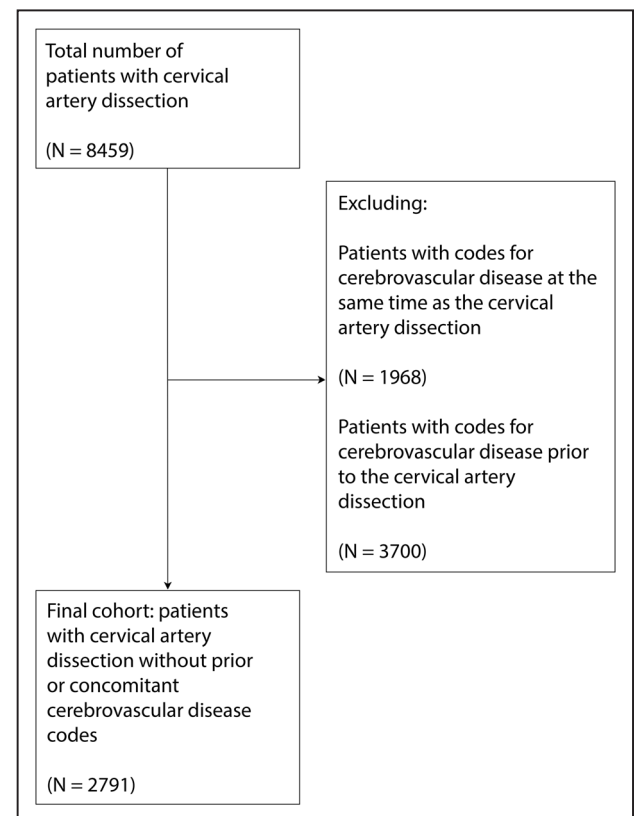 Total number of
patients with cervical
artery dissection
(N = 8459)
Excluding:
Patients with codes for
cerebrovascular disease at the
same time as the cervical
artery dissection
(N = 1968)
Patients with codes for
cerebrovascular disease prior
to the cervical artery
dissection
(N = 3700)
Final cohort: patients
with cervical artery
dissection without prior
or concomitant
cerebrovascular disease
codes
(N = 2791)